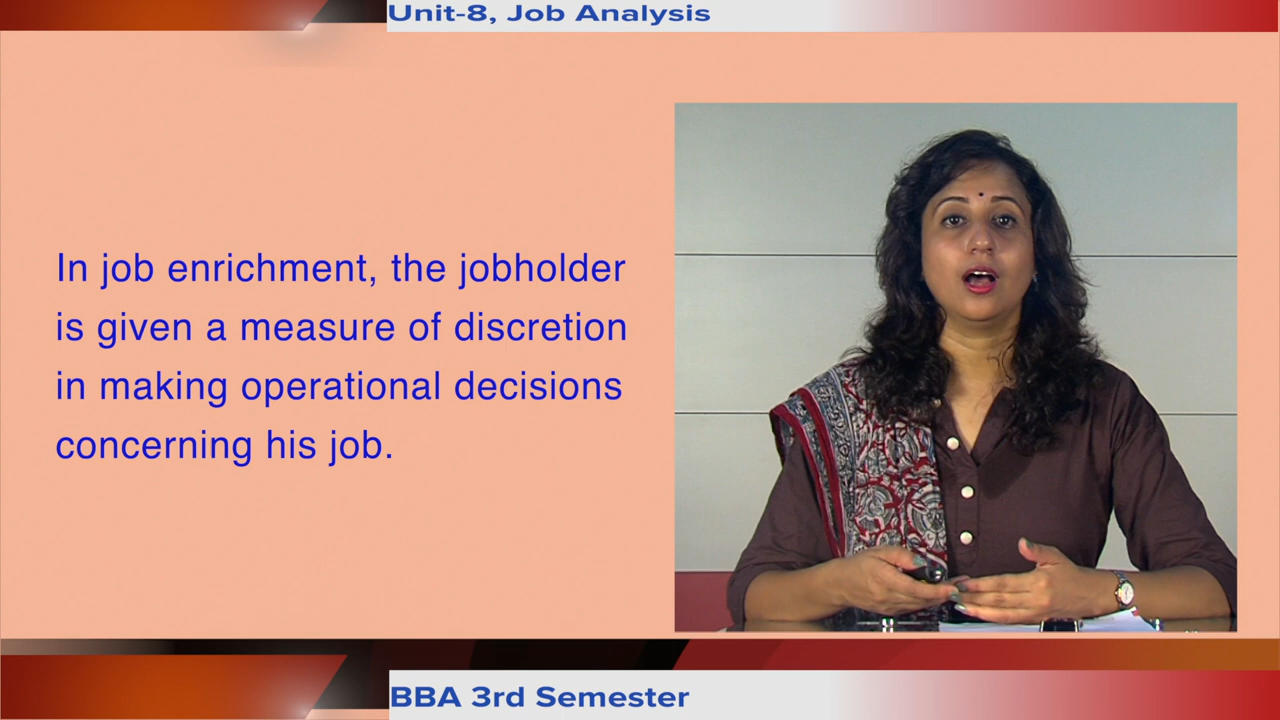 Unit-8, Job Analysis
In job enrichment, the jobholder
is given a measure of discretion
in making operational decisions
concerning his job.
BBA 3rd Semester